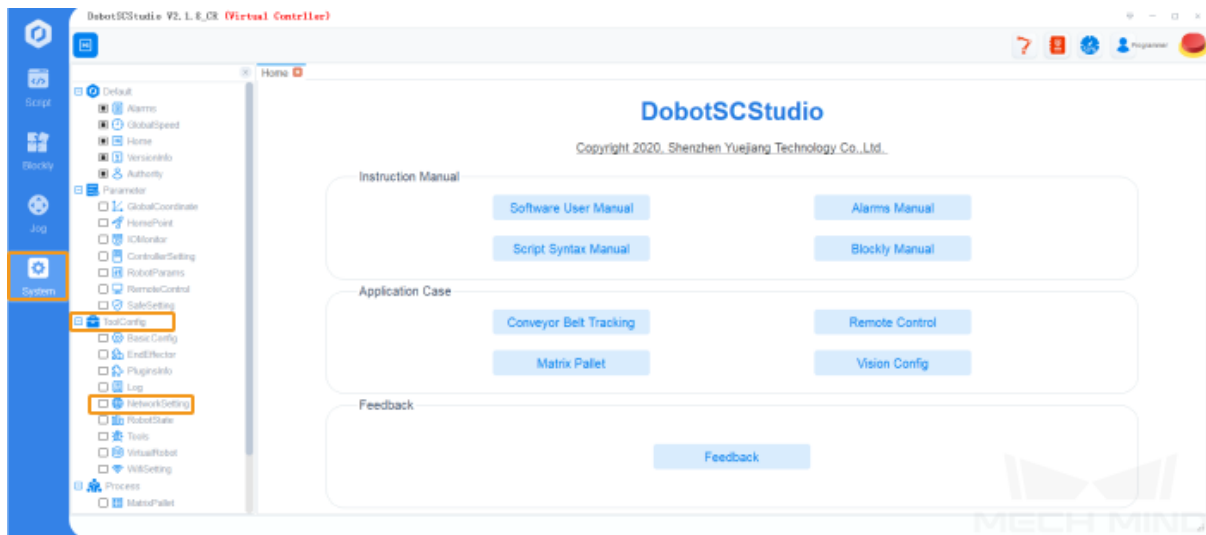 DobotSCStudio V2.1.8_CR (Virtual Contrller)
Programmer
Script
Blockly
Jog
System
Default
Alarms
GlobalSpeed
Home
VersionInfo
Authority
Parameter
GlobalCoordinate
HomePoint
IOMonitor
ControllerSetting
RobotParams
RemoteControl
SafeSetting
ToolConfig
BasicConfig
EndEffector
PluginsInfo
Log
NetworkSetting
RobotState
Tools
VirtualRobot
WifiSetting
Process
MatrixPallet
Home
DobotSCStudio
Copyright 2020, Shenzhen Yuejiang Technology Co.,Ltd.
Instruction Manual
Software User Manual Alarms Manual
Script Syntax Manual Blockly Manual
Application Case
Conveyor Belt Tracking Remote Control
Matrix Pallet Vision Config
Feedback
Feedback
MECH MIND